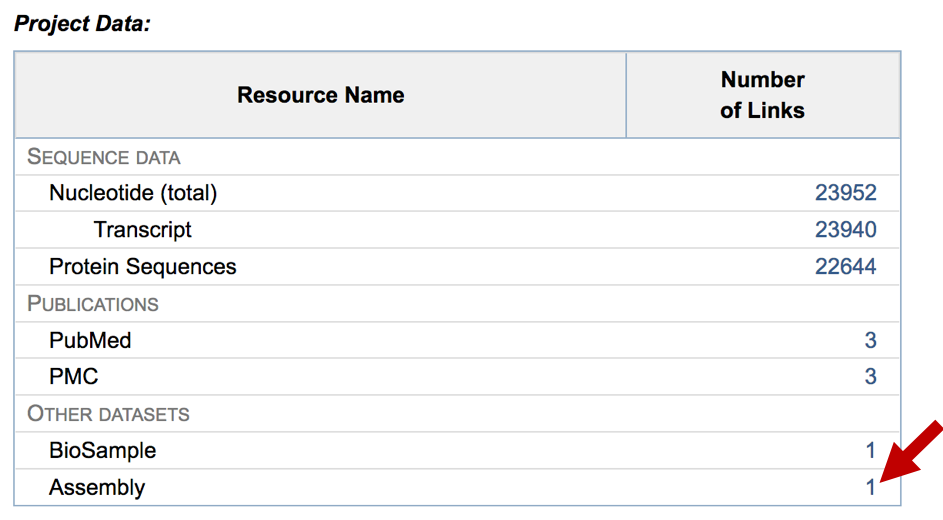 Project Data:
Resource Name
Number
of Links
SEQUENCE DATA
Nucleotide (total) 23952
Transcript 23940
Protein Sequences 22644
PUBLICATIONS
PubMed 3
PMC 3
OTHER DATASETS
BioSample 1
Assembly 1